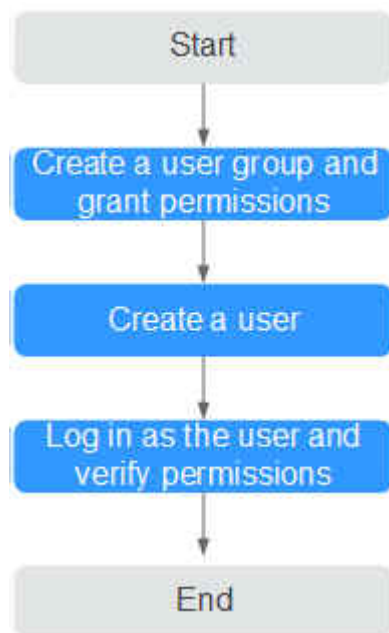 Start
Create a user group and
grant permissions
Create a user
Log in as the user and
verify permissions
End